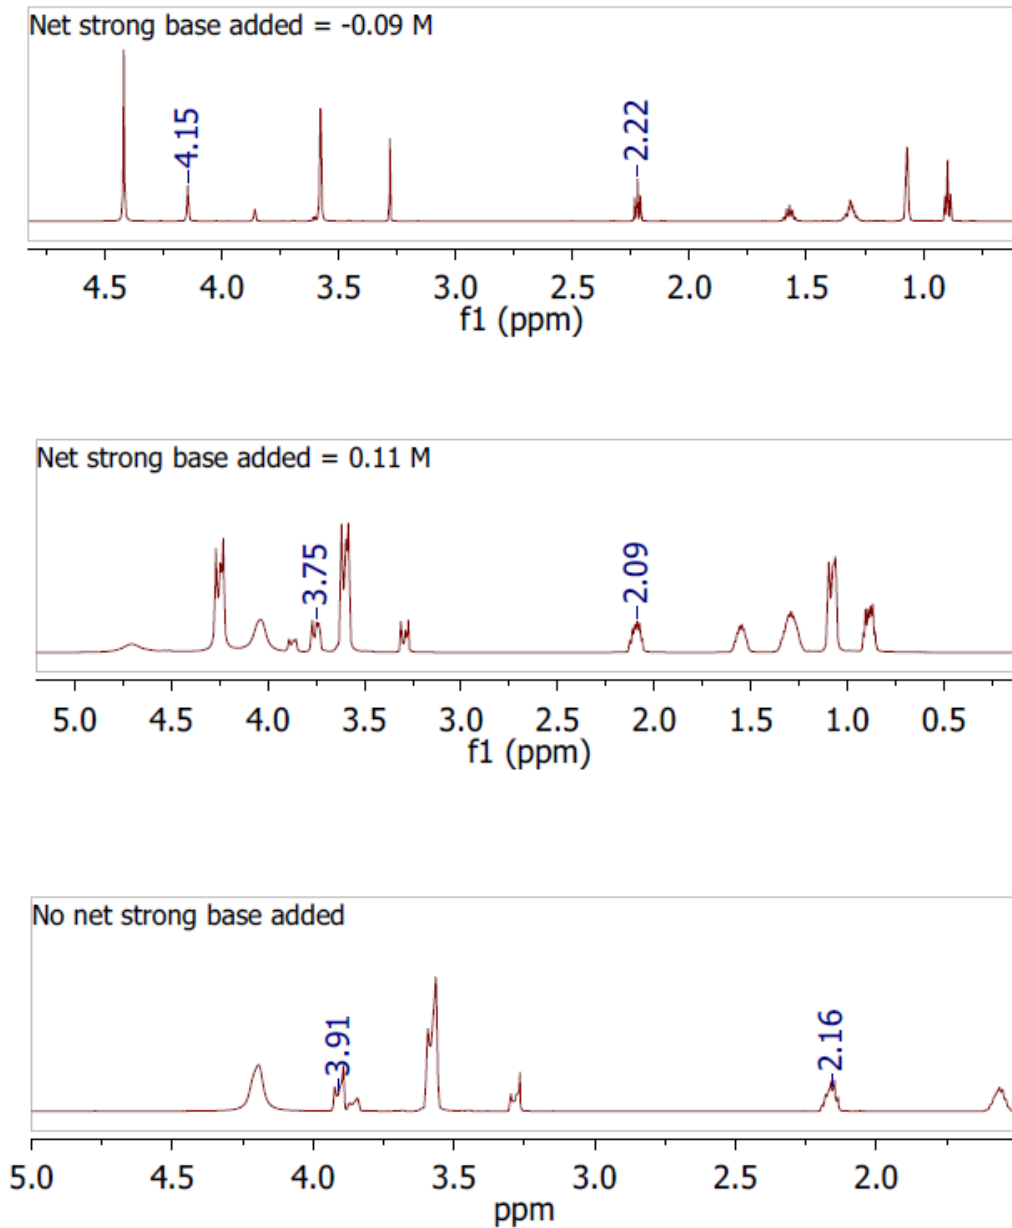 Net strong base added = -0.09 M
4.15
2.22
4.5 4.0 3.5 3.0 2.5 2.0 1.5 1.0
f1 (ppm)
Net strong base added = 0.11 M
3.75
2.09
5.0 4.5 4.0 3.5 3.0 2.5 2.0 1.5 1.0 0.5
f1 (ppm)
No net strong base added
3.91
2.16
5.0 4.5 4.0 3.5 3.0 2.5 2.0
ppm